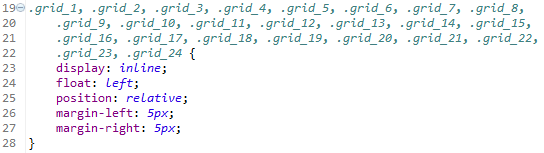 19 .grid_1, .grid_2, .grid_3, .grid_4, .grid_5, .grid_6, .grid_7, .grid_8,
20 .grid_9, .grid_10, .grid_11, .grid_12, .grid_13, .grid_14, .grid_15,
21 .grid_16, .grid_17, .grid_18, .grid_19, .grid_20, .grid_21, .grid_22,
22 .grid_23, .grid_24 {
23 display: inline;
24 float: left;
25 position: relative;
26 margin-left: 5px;
27 margin-right: 5px;
28 }